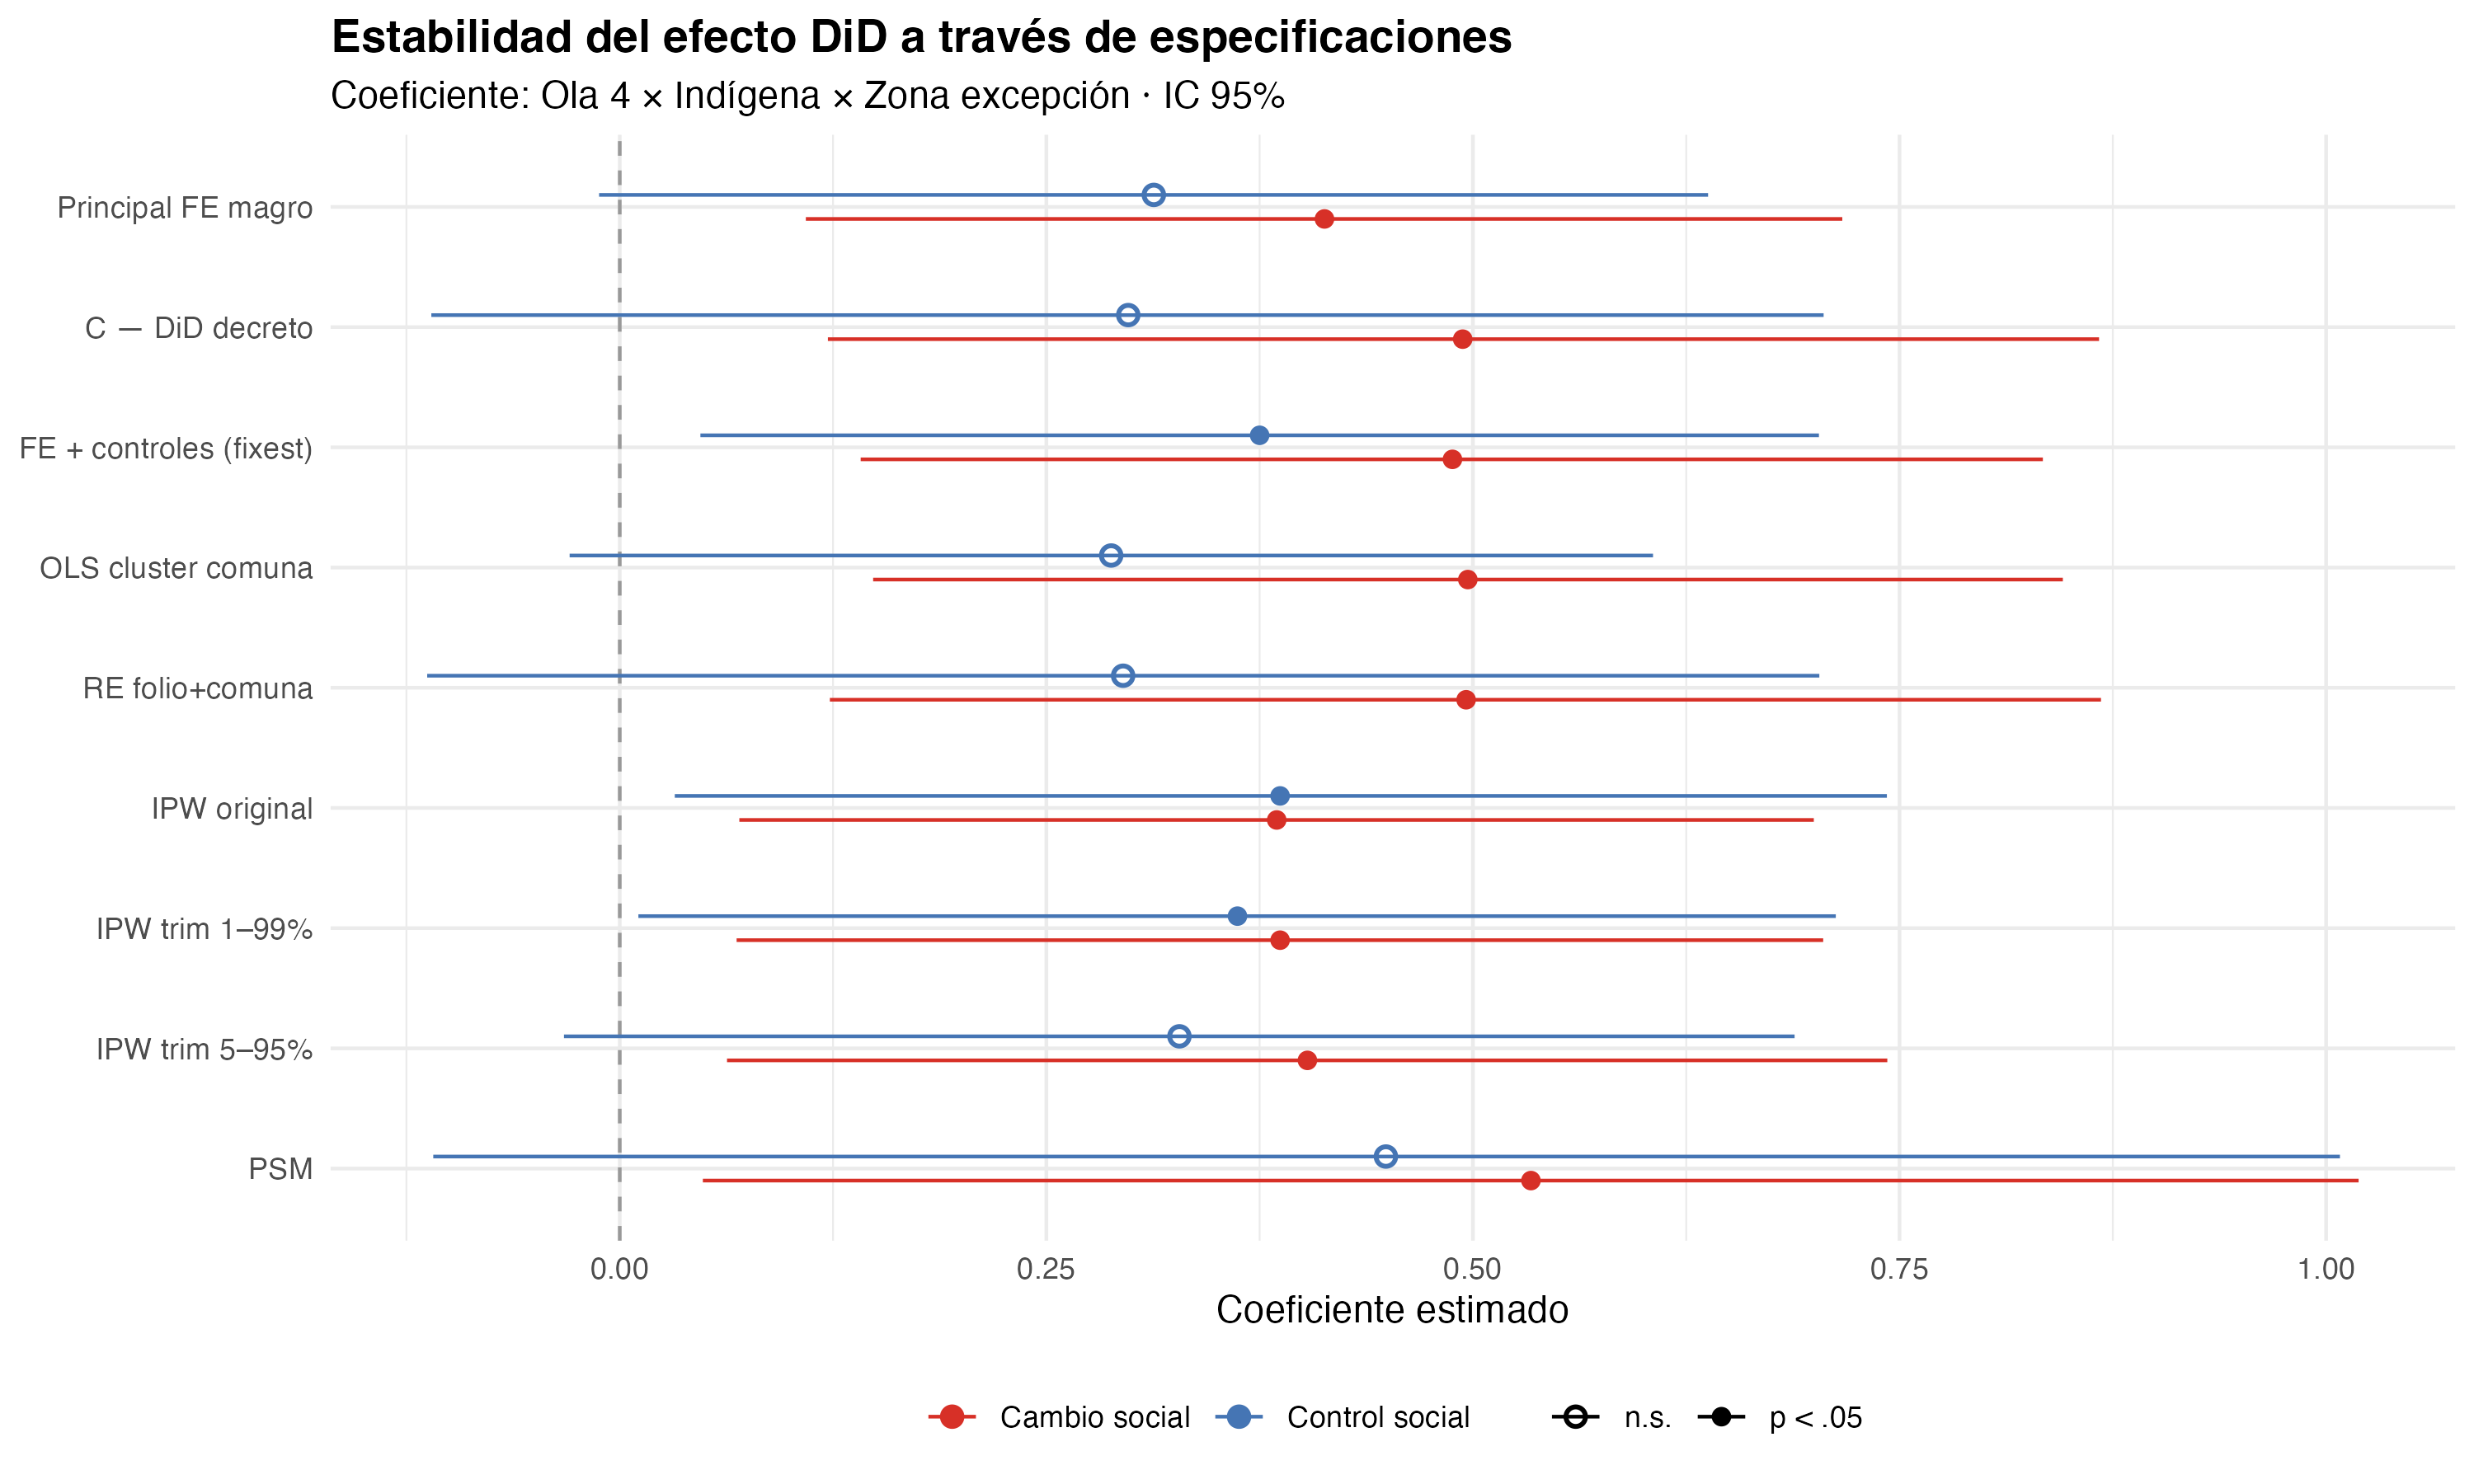 Estabilidad del efecto DiD a través de especificaciones
Coeficiente: Ola 4 × Indígena × Zona excepción · IC 95%
Principal FE magro
C — DiD decreto
FE + controles (fixest)
OLS cluster comuna
RE folio+comuna
IPW original
IPW trim 1–99%
IPW trim 5–95%
PSM
0.00 0.25 0.50 0.75 1.00
Coeficiente estimado
Cambio social Control social n.s. p < .05